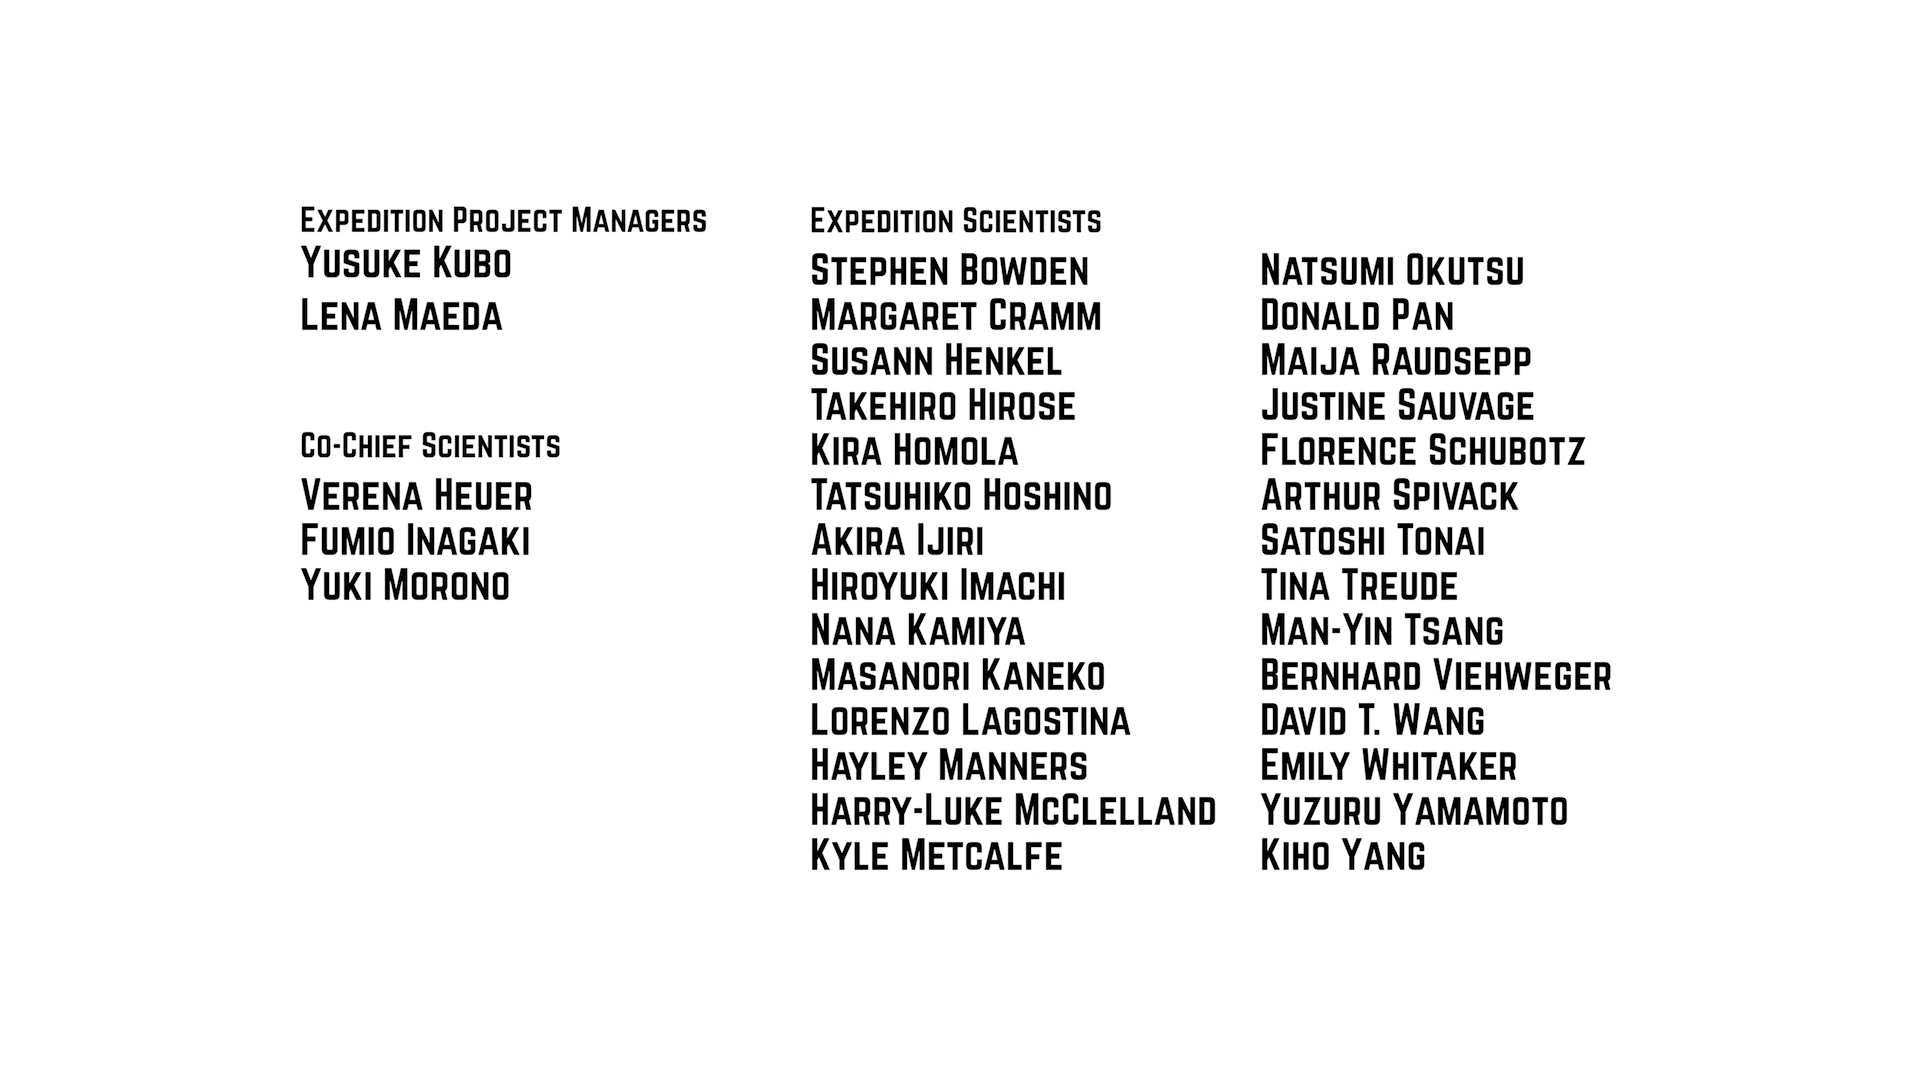 Expedition Project Managers
Yusuke Kubo
Lena Maeda
Co-Chief Scientists
Verena Heuer
Fumio Inagaki
Yuki Morono
Expedition Scientists
Stephen Bowden
Margaret Cramm
Susann Henkel
Takehiro Hirose
Kira Homola
Tatsuhiko Hoshino
Akira Ijiri
Hiroyuki Imachi
Nana Kamiya
Masanori Kaneko
Lorenzo Lagostina
Hayley Manners
Harry-Luke McClelland
Kyle Metcalfe
Natsumi Okutsu
Donald Pan
Maija Raudsepp
Justine Sauvage
Florence Schubotz
Arthur Spivack
Satoshi Tonai
Tina Treude
Man-Yin Tsang
Bernhard Viehweger
David T. Wang
Emily Whitaker
Yuzuru Yamamoto
Kiho Yang